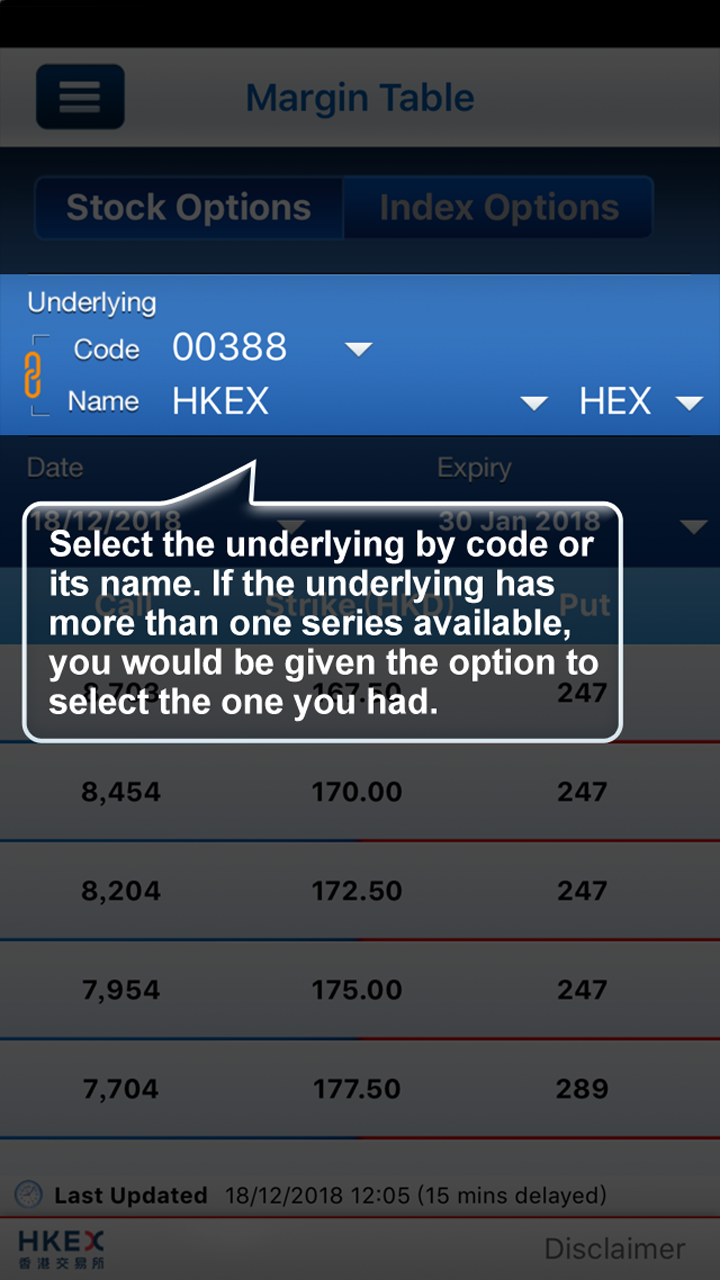 Margin Table
Stock Options Index Options
Underlying
Code 00388
Name HKEX HEX
Date Expiry
18/12/2018 30 Jan 2018
Select the underlying by code or
its name. If the underlying has
more than one series available,
you would be given the option to
select the one you had.
Call Strike (HKD) Put
8,703 167.50 247
8,454 170.00 247
8,204 172.50 247
7,954 175.00 247
7,704 177.50 289
Last Updated 18/12/2018 12:05 (15 mins delayed)
HKEX
香港交易所
Disclaimer